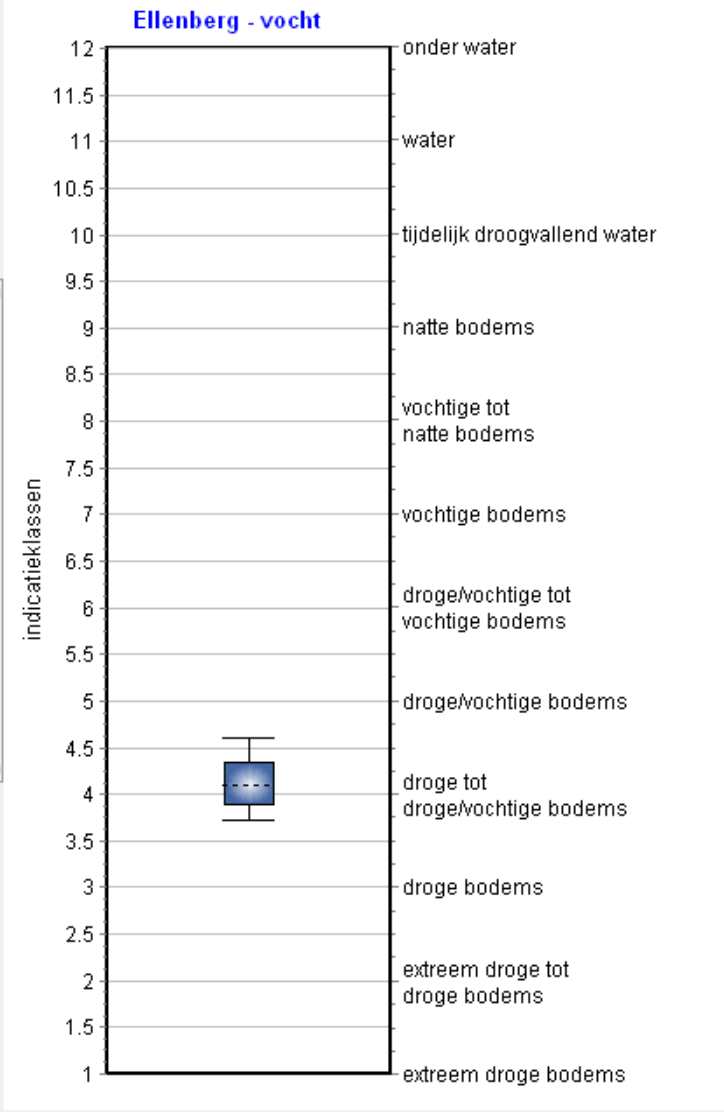 Ellenberg - vocht
12
onder water
11.5
11
water
10.5
10
tijdelijk droogvallend water
9.5
9
natte bodems
8.5
8
vochtige tot
natte bodems
7.5
7
vochtige bodems
6.5
6
droge/vochtige tot
vochtige bodems
5.5
5
droge/vochtige bodems
4.5
4
droge tot
droge/vochtige bodems
3.5
3
droge bodems
2.5
2
extreem droge tot
droge bodems
1.5
1
extreem droge bodems
indicatieklassen